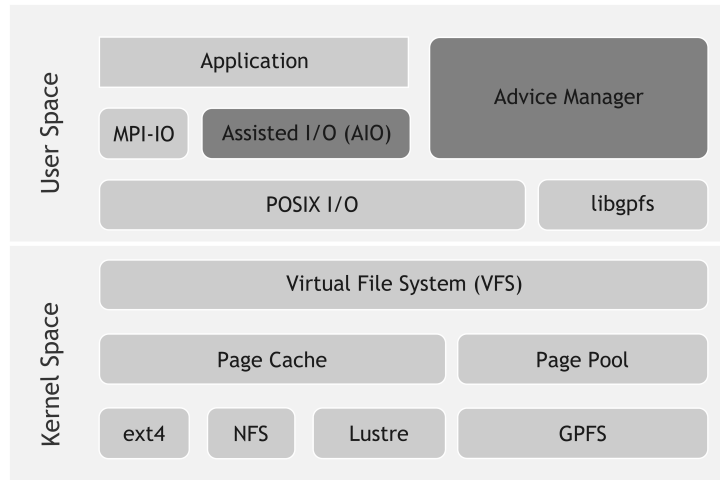 User Space
Application
Advice Manager
MPI-IO
Assisted I/O (AIO)
POSIX I/O
libgpfs
Kernel Space
Virtual File System (VFS)
Page Cache
Page Pool
ext4
NFS
Lustre
GPFS